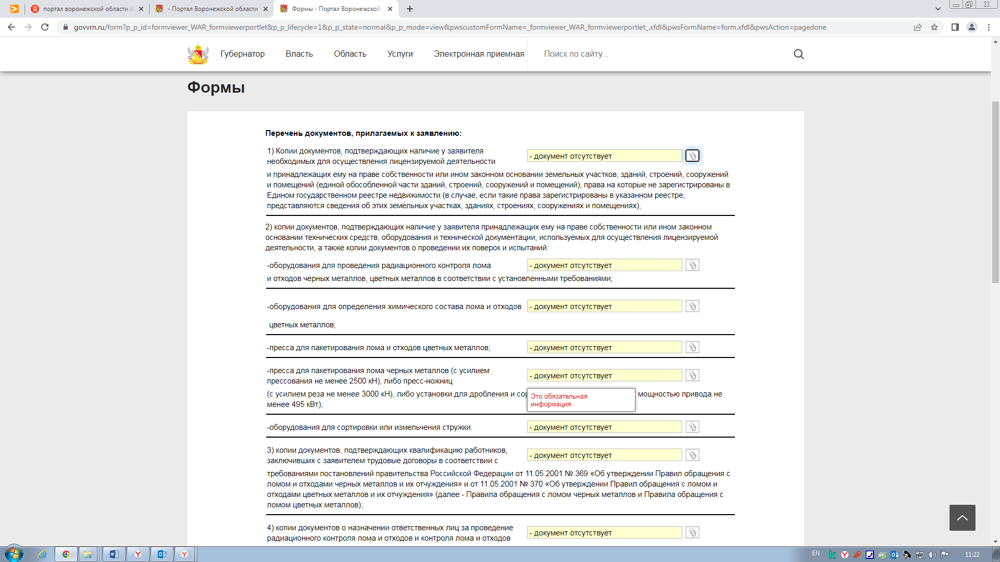 портал воронежской области о
- Портал Воронежской области
Формы - Портал Воронежской
govvrn.ru/form?p_p_id=formviewer_WAR_formviewerportlet&p_p_lifecycle=1&p_p_state=normal&p_p_mode=view&pwscustomFormName=_formviewer_WAR_formviewerportlet_.xfdl&pwsFormName=form.xfdl&pwsAction=pagedone
Губернатор Власть Область Услуги Электронная приемная Поиск по сайту...
Формы
Перечень документов, прилагаемых к заявлению:
1) Копии документов, подтверждающих наличие у заявителя
необходимых для осуществления лицензируемой деятельности
- документ отсутствует
и принадлежащих ему на праве собственности или ином законном основании земельных участков, зданий, строений, сооружений
и помещений (единой обособленной части зданий, строений, сооружений и помещений), права на которые не зарегистрированы в
Едином государственном реестре недвижимости (в случае, если такие права зарегистрированы в указанном реестре,
представляются сведения об этих земельных участках, зданиях, строениях, сооружениях и помещениях);
2) копии документов, подтверждающих наличие у заявителя принадлежащих ему на праве собственности или ином законном
основании технических средств, оборудования и технической документации, используемых для осуществления лицензируемой
деятельности, а также копии документов о проведении их поверок и испытаний:
-оборудования для проведения радиационного контроля лома
- документ отсутствует
и отходов черных металлов, цветных металлов в соответствии с установленными требованиями;
-оборудования для определения химического состава лома и отходов
- документ отсутствует
цветных металлов;
-пресса для пакетирования лома и отходов цветных металлов;
- документ отсутствует
-пресса для пакетирования лома черных металлов (с усилием
прессования не менее 2500 кН), либо пресс-ножниц
- документ отсутствует
(с усилием реза не менее 3000 кН), либо установки для дробления и сор мощностью привода не
менее 495 кВт);
Это обязательная
информация.
-оборудования для сортировки или измельчения стружки.
- документ отсутствует
3) копии документов, подтверждающих квалификацию работников,
заключивших с заявителем трудовые договоры в соответствии с
- документ отсутствует
требованиями постановлений правительства Российской Федерации от 11.05.2001 № 369 «Об утверждении Правил обращения с
ломом и отходами черных металлов и их отчуждения» и от 11.05.2001 № 370 «Об утверждении Правил обращения с ломом и
отходами цветных металлов и их отчуждения» (далее - Правила обращения с ломом черных металлов и Правила обращения с
ломом цветных металлов);
4) копии документов о назначении ответственных лиц за проведение
радиационного контроля лома и отходов и контроля лома и отходов
- документ отсутствует
EN 11:22